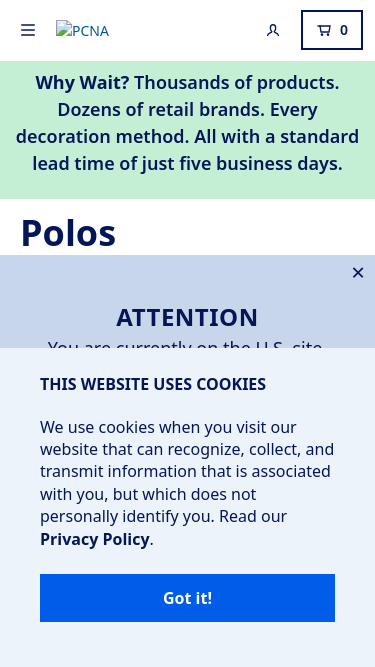 PCNA
0
Why Wait? Thousands of products.
Dozens of retail brands. Every
decoration method. All with a standard
lead time of just five business days.
Polos
ATTENTION
You are currently on the U.S. site.
THIS WEBSITE USES COOKIES
We use cookies when you visit our
website that can recognize, collect, and
transmit information that is associated
with you, but which does not
personally identify you. Read our
Privacy Policy.
Got it!